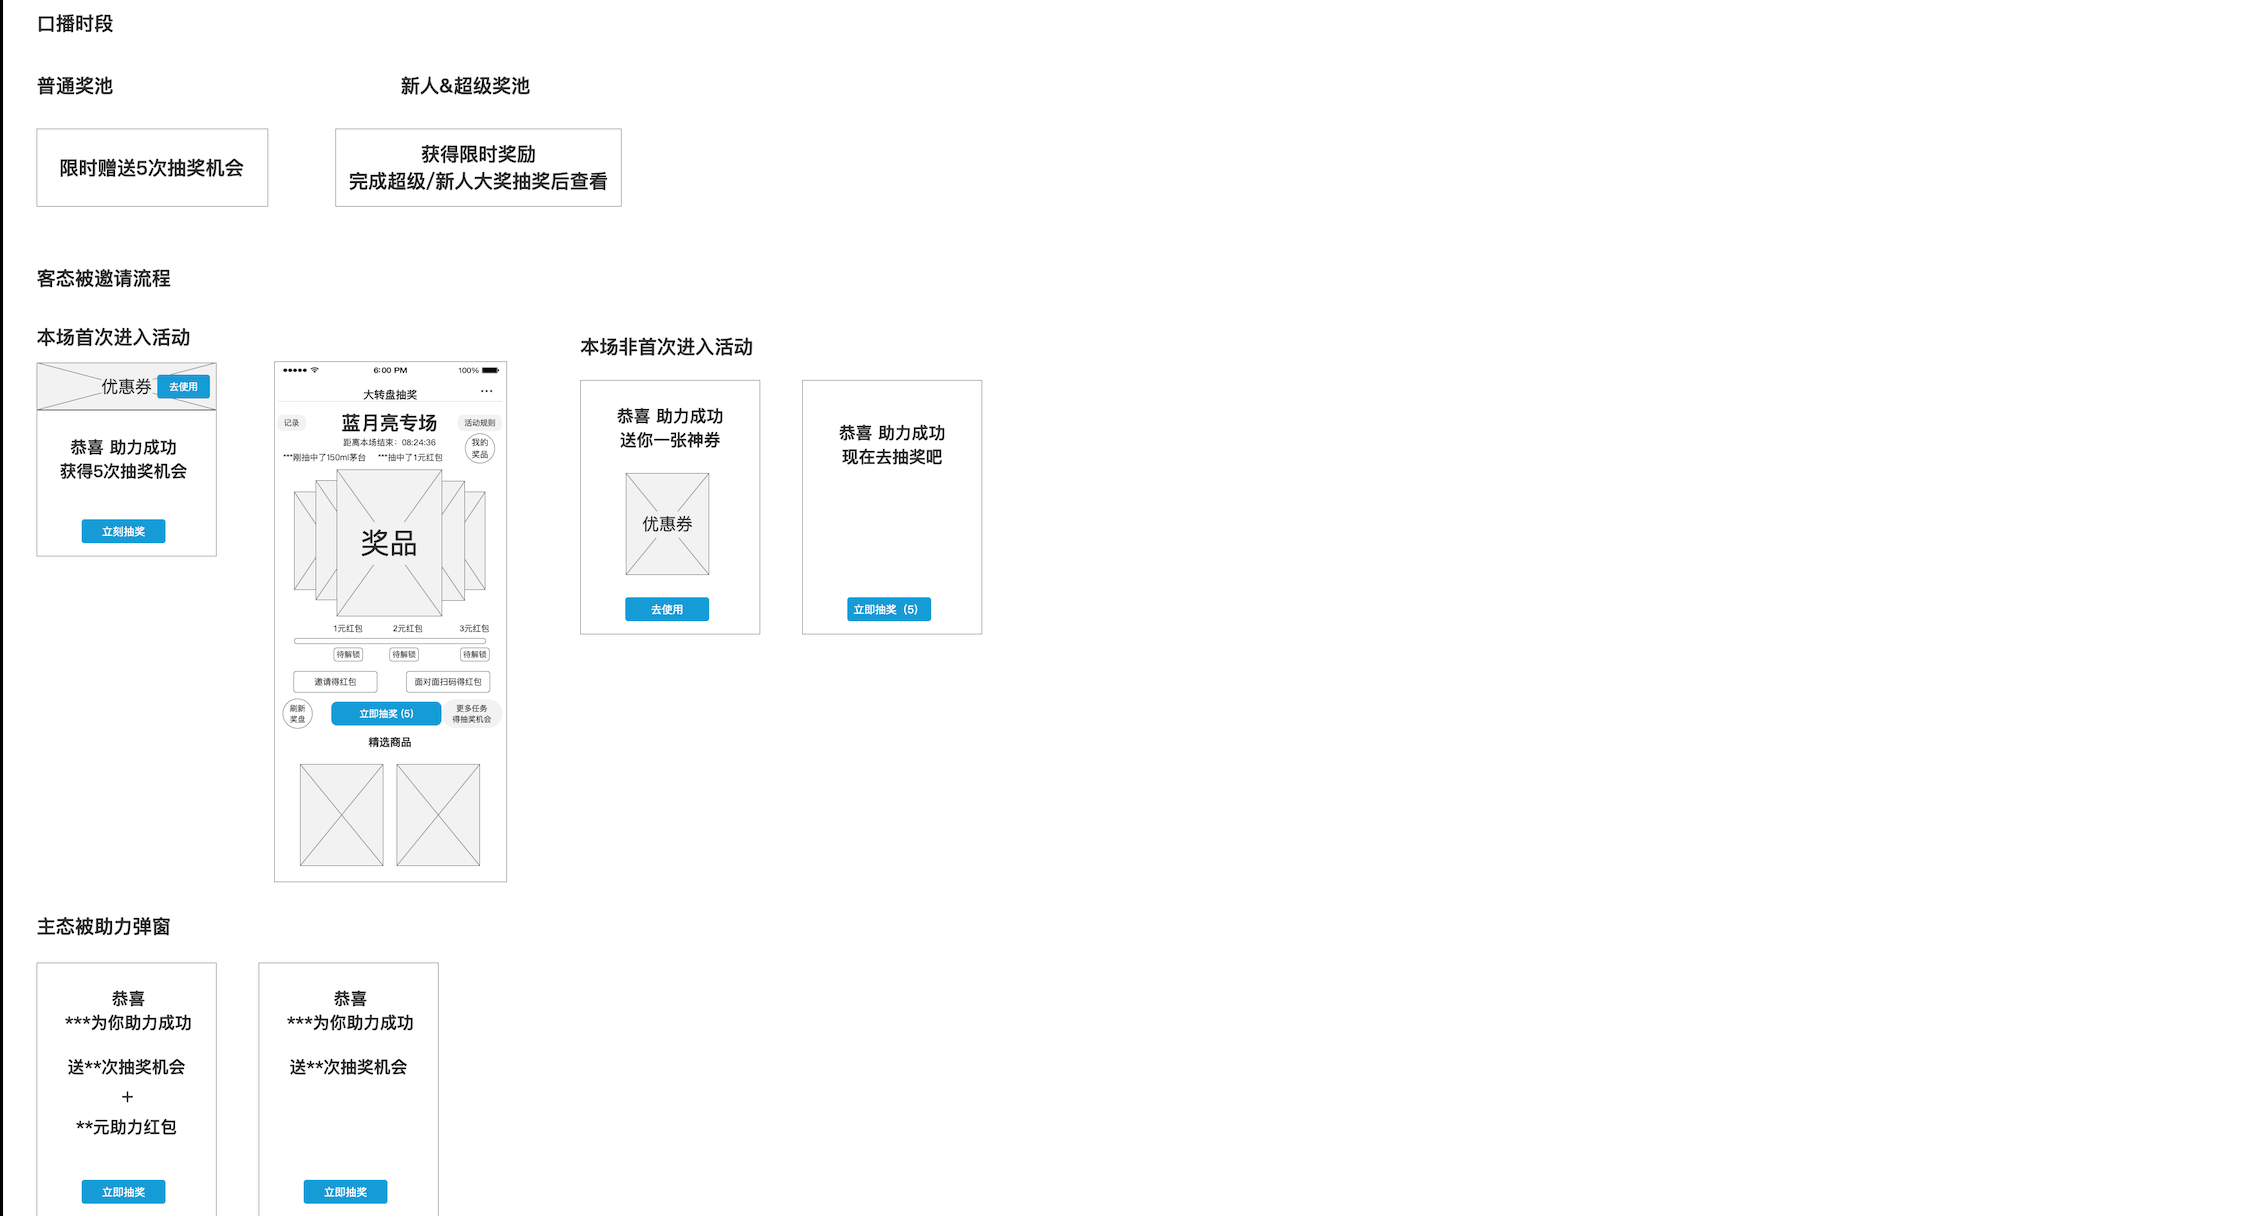 口播时段
普通奖池
新人&超级奖池
限时赠送5次抽奖机会
获得限时奖励
完成超级/新人大奖抽奖后查看
客态被邀请流程
本场首次进入活动
优惠券
去使用
恭喜 助力成功
获得5次抽奖机会
立刻抽奖
6:00 PM
100%
大转盘抽奖
...
记录
蓝月亮专场
活动规则
距离本场结束：08:24:36
我的
奖品
***刚抽中了150ml茅台
***抽中了1元红包
奖品
1元红包
2元红包
3元红包
待解锁
待解锁
待解锁
邀请得红包
面对面扫码得红包
刷新
奖盘
立即抽奖 (5)
更多任务
得抽奖机会
精选商品
本场非首次进入活动
恭喜 助力成功
送你一张神券
优惠券
去使用
恭喜 助力成功
现在去抽奖吧
立即抽奖（5）
主态被助力弹窗
恭喜
***为你助力成功
送**次抽奖机会
+
**元助力红包
立即抽奖
恭喜
***为你助力成功
送**次抽奖机会
立即抽奖